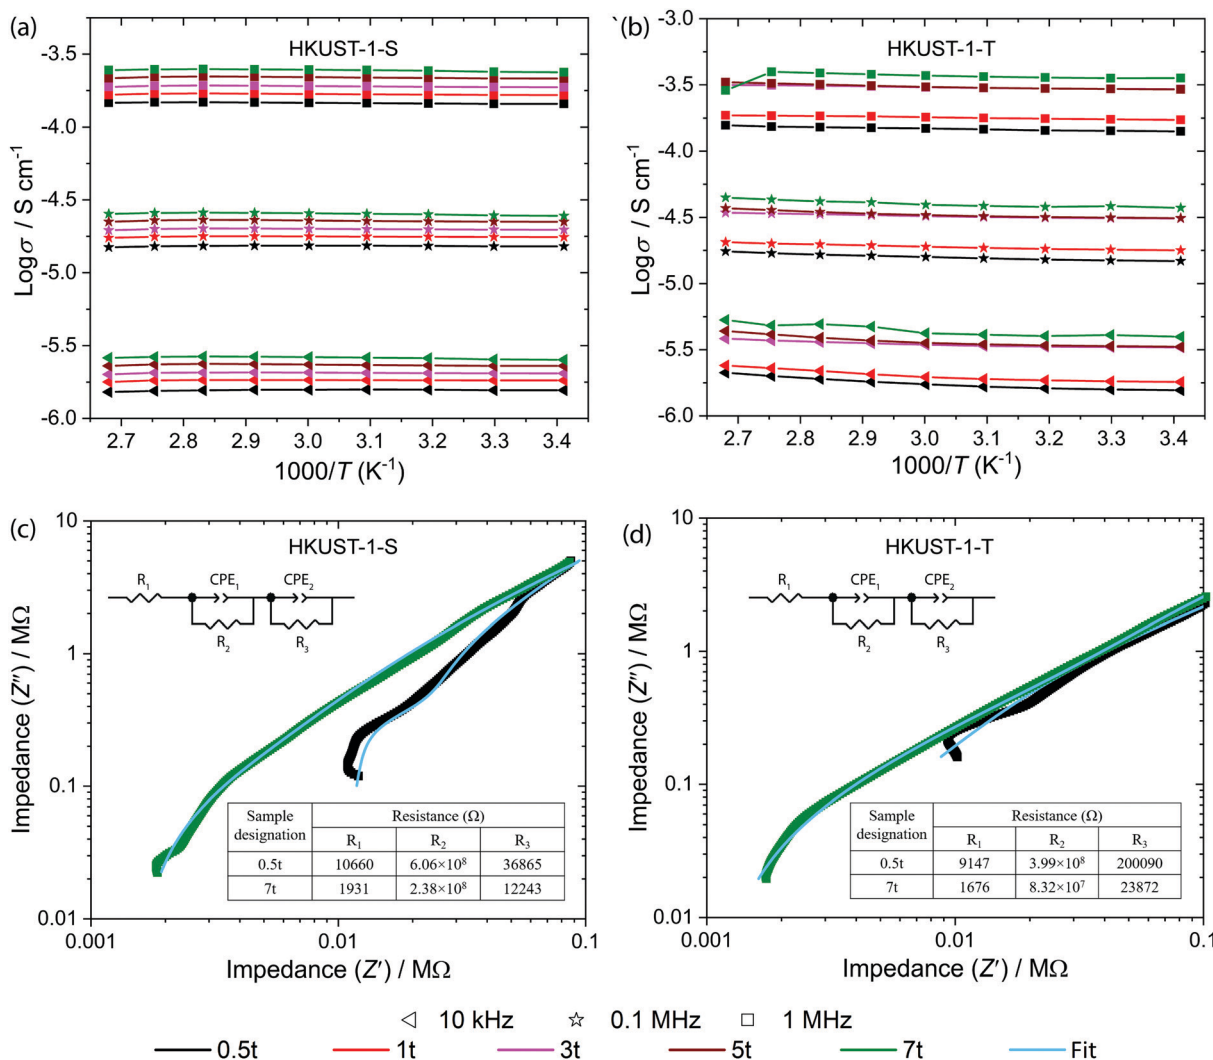 (a)
HKUST-1-S
-3.5
-4.0
-4.5
-5.0
-5.5
-6.0
Logσ / S cm⁻¹
2.7 2.8 2.9 3.0 3.1 3.2 3.3 3.4
1000/T (K⁻¹)
`(b)
HKUST-1-T
-3.0
-3.5
-4.0
-4.5
-5.0
-5.5
-6.0
Logσ / S cm⁻¹
2.7 2.8 2.9 3.0 3.1 3.2 3.3 3.4
1000/T (K⁻¹)
(c)
HKUST-1-S
10
1
0.1
0.01
Impedance (Z'') / MΩ
R₁ CPE₁ CPE₂
R₂ R₃
Sample designation Resistance (Ω)
R₁ R₂ R₃
0.5t 10660 6.06×10⁸ 36865
7t 1931 2.38×10⁸ 12243
0.001 0.01 0.1
Impedance (Z') / MΩ
(d)
HKUST-1-T
10
1
0.1
0.01
Impedance (Z'') / MΩ
R₁ CPE₁ CPE₂
R₂ R₃
Sample designation Resistance (Ω)
R₁ R₂ R₃
0.5t 9147 3.99×10⁸ 200090
7t 1676 8.32×10⁷ 23872
0.001 0.01 0.1
Impedance (Z') / MΩ
10 kHz 0.1 MHz 1 MHz
0.5t 1t 3t 5t 7t Fit